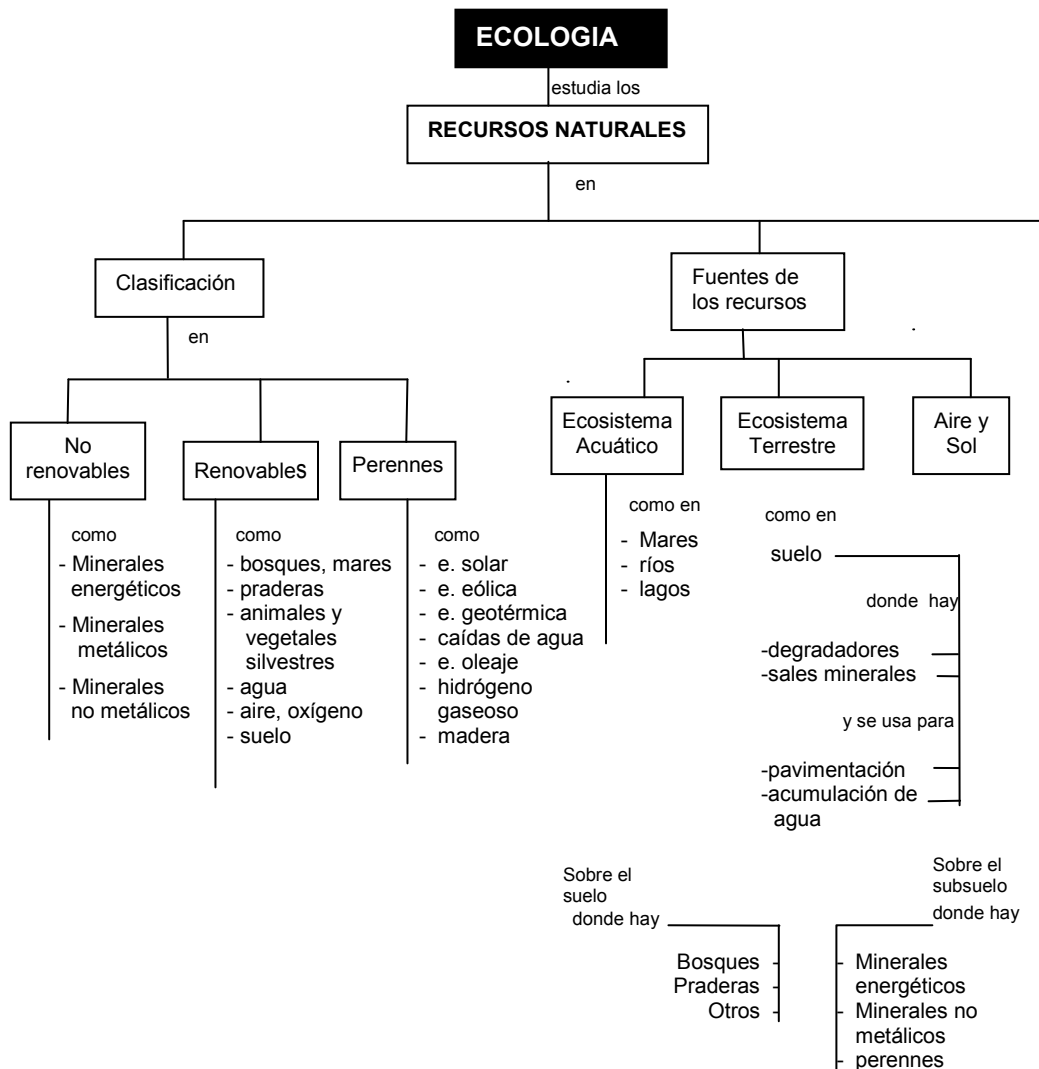 ECOLOGIA
estudia los
RECURSOS NATURALES
en
Clasificación
en
No
renovables
como
- Minerales
energéticos
- Minerales
metálicos
- Minerales
no metálicos
Renovables
como
- bosques, mares
- praderas
- animales y
vegetales
silvestres
- agua
- aire, oxígeno
- suelo
Perennes
como
- e. solar
- e. eólica
- e. geotérmica
- caídas de agua
- e. oleaje
- hidrógeno
gaseoso
- madera
Fuentes de
los recursos
Ecosistema
Acuático
como en
- Mares
- ríos
- lagos
Ecosistema
Terrestre
como en
suelo
donde hay
-degradadores
-sales minerales
y se usa para
-pavimentación
-acumulación de
agua
Aire y
Sol
Sobre el
suelo
donde hay
Bosques
Praderas
Otros
Sobre el
subsuelo
donde hay
- Minerales
energéticos
- Minerales no
metálicos
- perennes